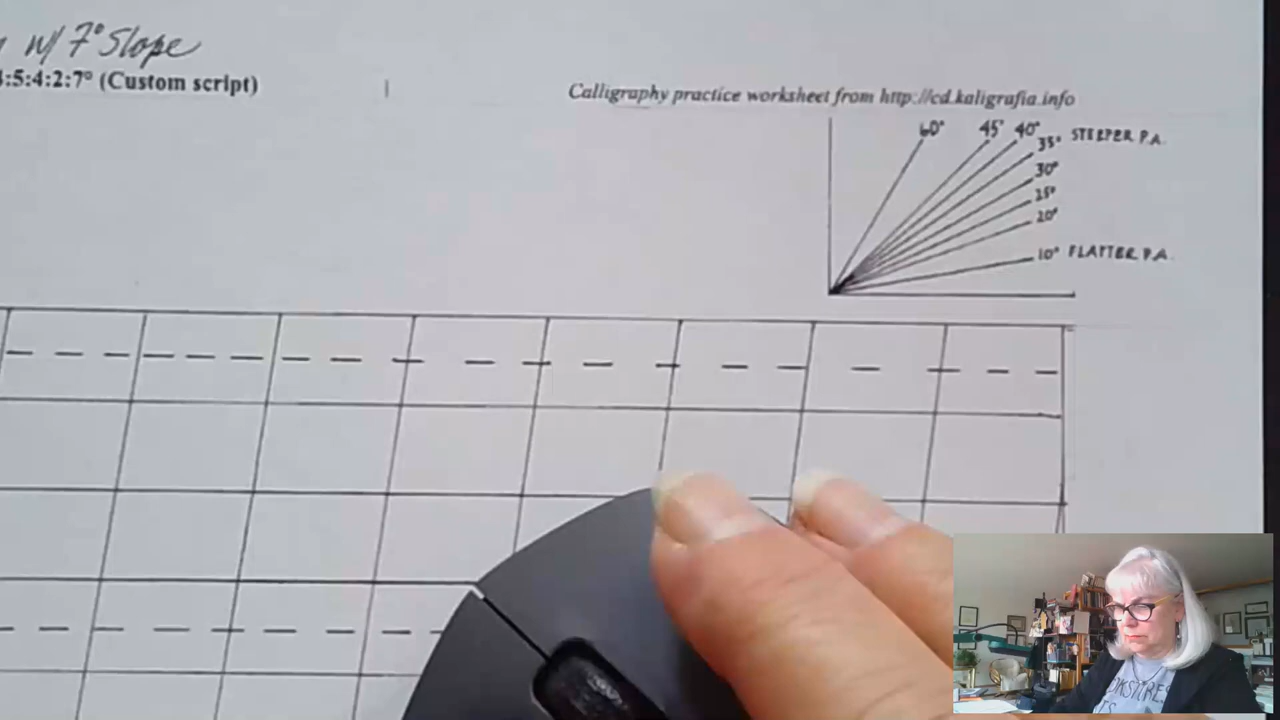 w/ 7° Slope
:5:4:2:7° (Custom script)
Calligraphy practice worksheet from http://cd.kaligrafia.info
60° 45° 40°
35° STEEPER P.A.
30°
25°
20°
10° FLATTER P.A.